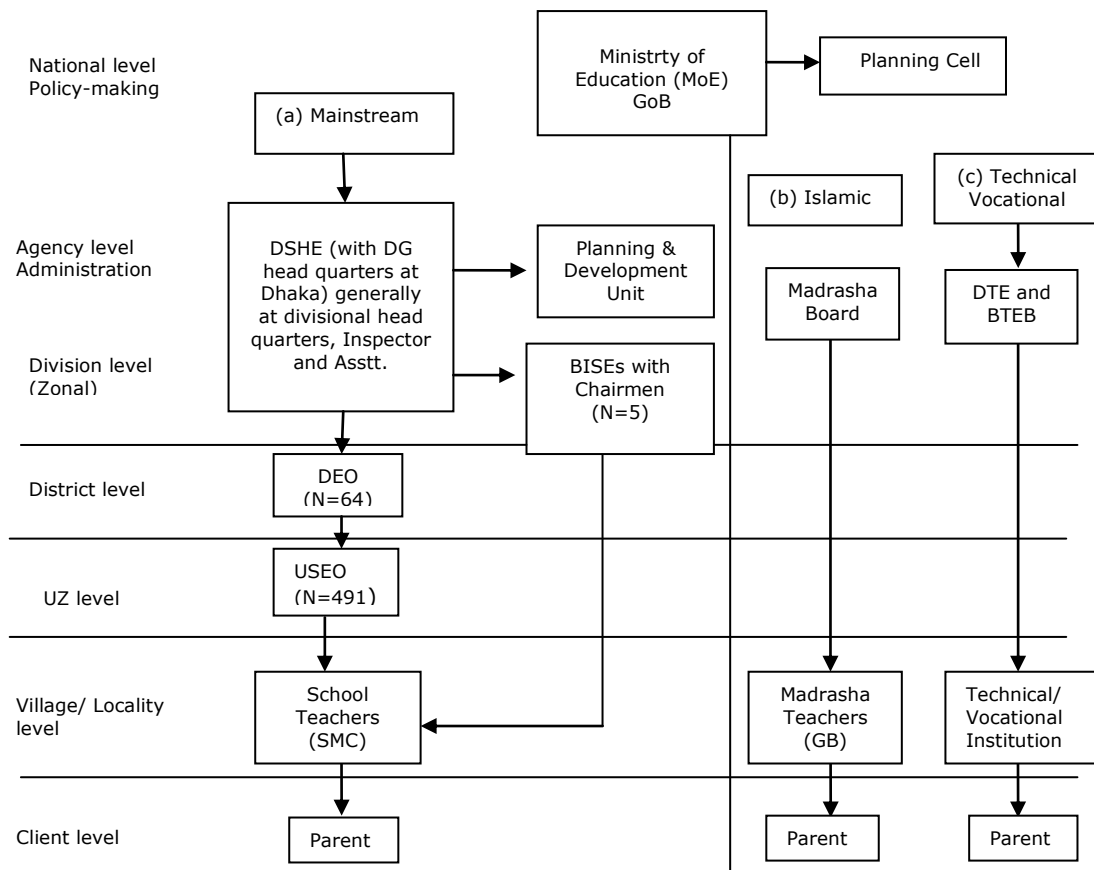 National level
Policy-making
Ministrty of
Education (MoE)
GoB
Planning Cell
(a) Mainstream
(b) Islamic
(c) Technical
Vocational
Agency level
Administration
DSHE (with DG
head quarters at
Dhaka) generally
at divisional head
quarters, Inspector
and Asstt.
Planning &
Development
Unit
Madrasha
Board
DTE and
BTEB
Division level
(Zonal)
BISEs with
Chairmen
(N=5)
District level
DEO
(N=64)
UZ level
USEO
(N=491)
Village/ Locality
level
School
Teachers
(SMC)
Madrasha
Teachers
(GB)
Technical/
Vocational
Institution
Client level
Parent
Parent
Parent